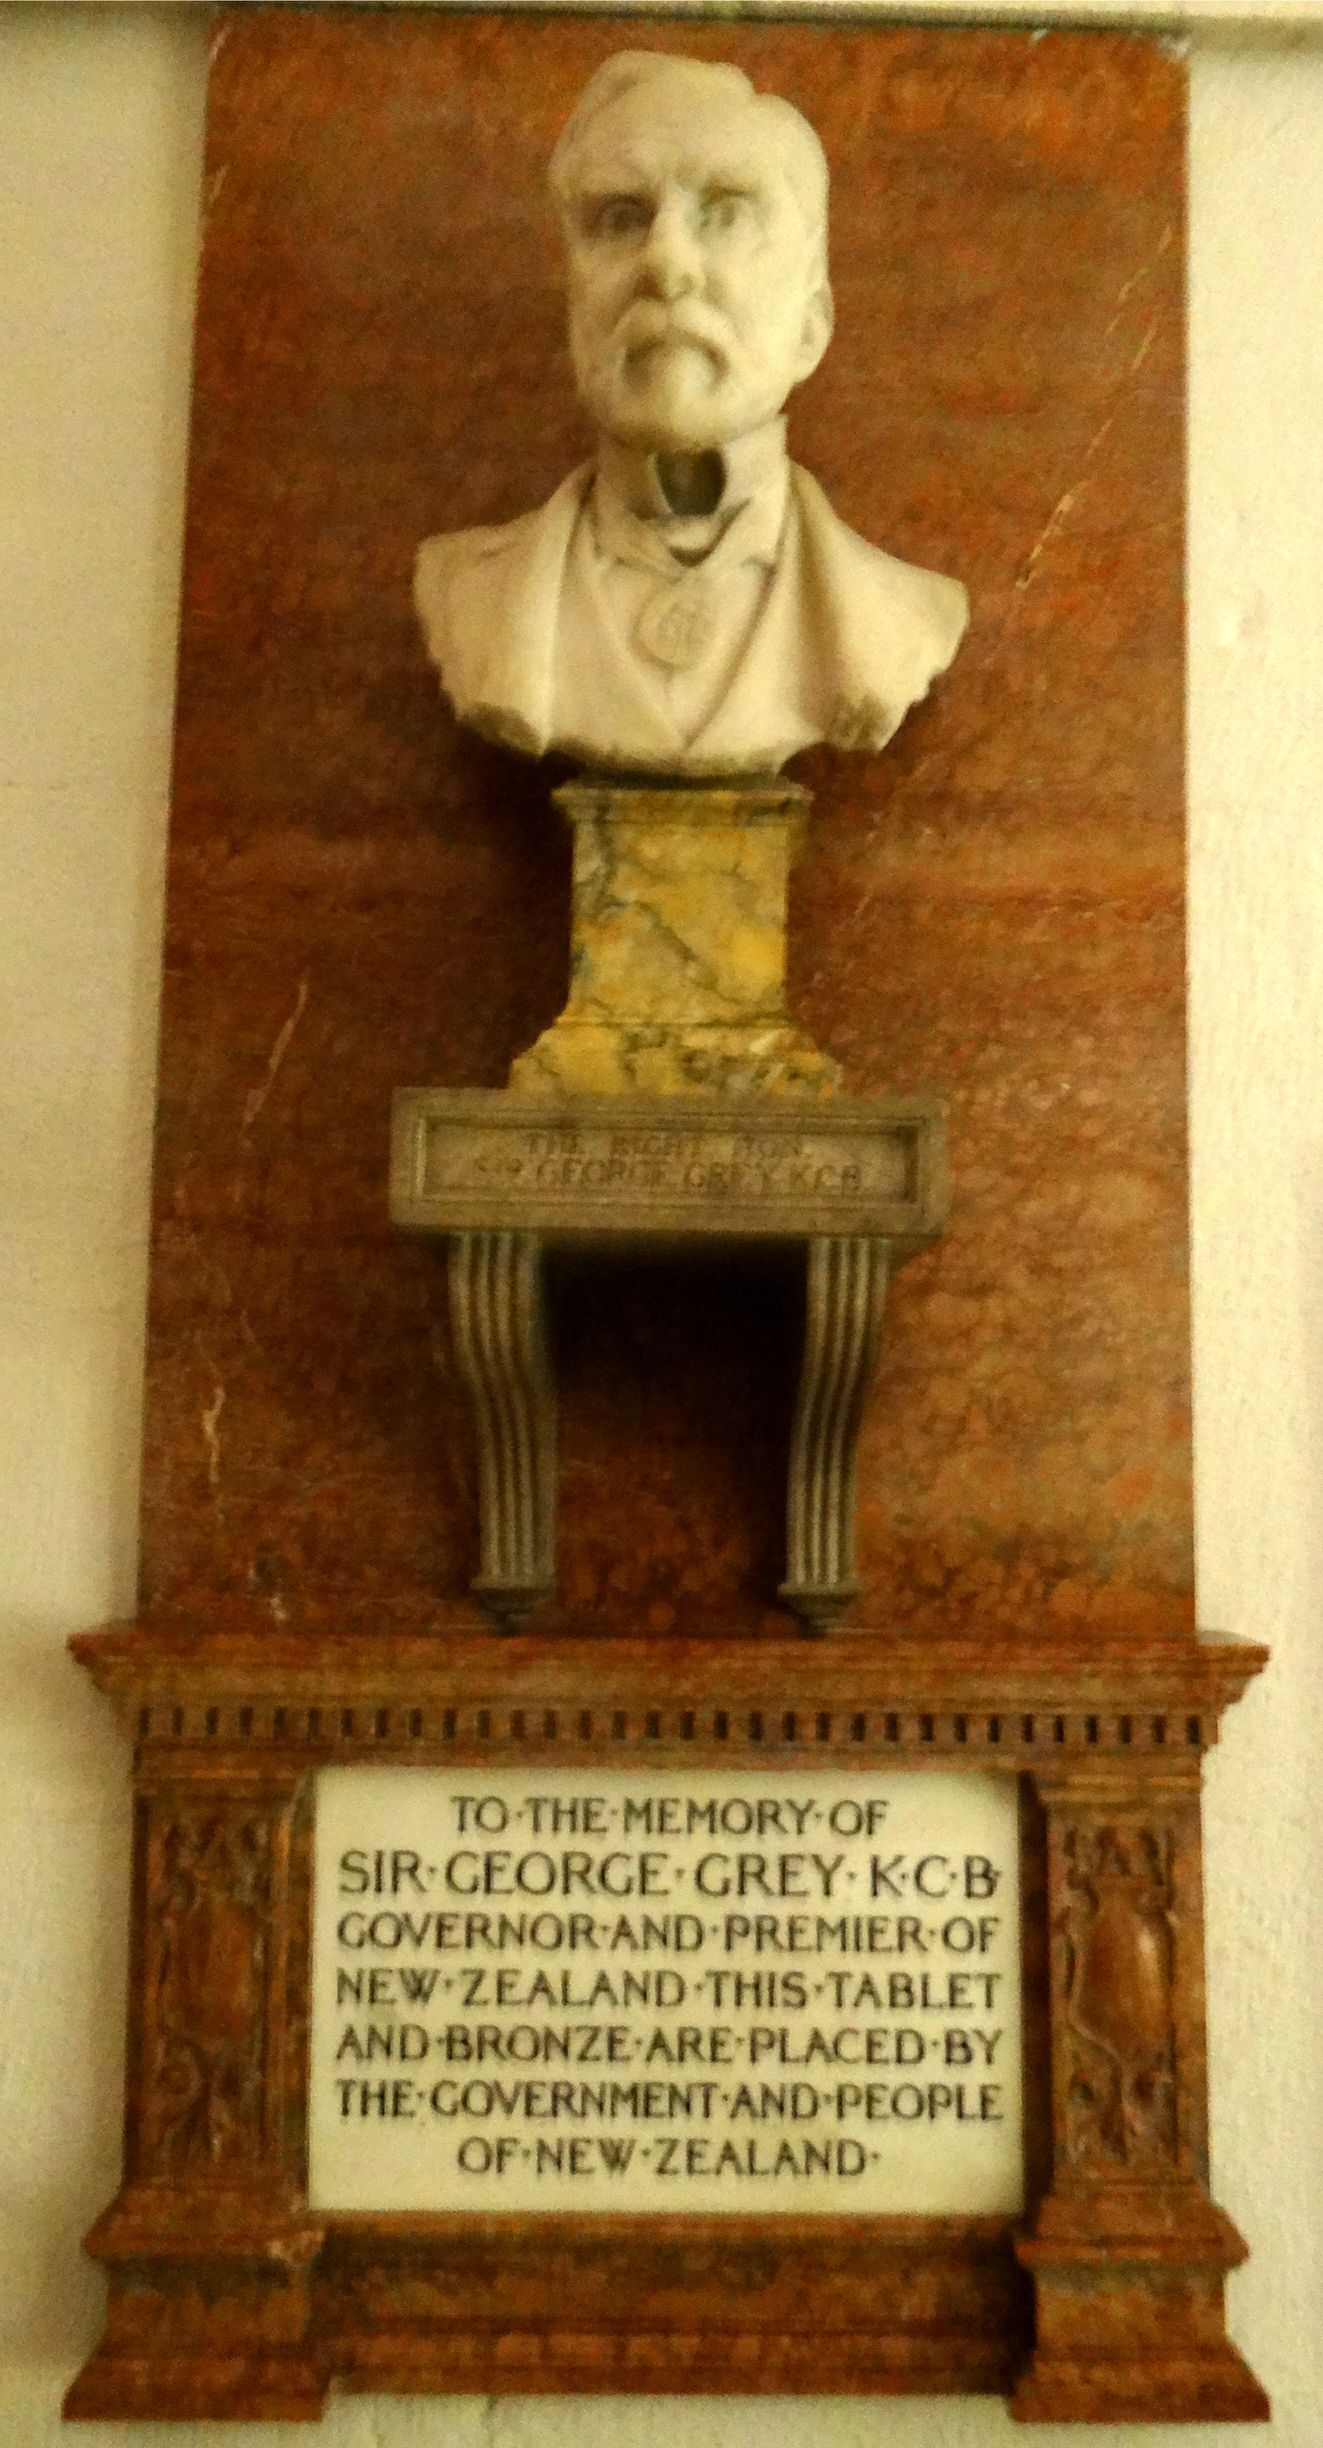 THE RIGHT HON.
SIR GEORGE GREY K.C.B
TO·THE·MEMORY·OF
SIR·GEORGE·GREY·K·C·B·
GOVERNOR·AND·PREMIER·OF
NEW·ZEALAND·THIS·TABLET
AND·BRONZE·ARE·PLACED·BY
THE·GOVERNMENT·AND·PEOPLE
OF·NEW·ZEALAND·